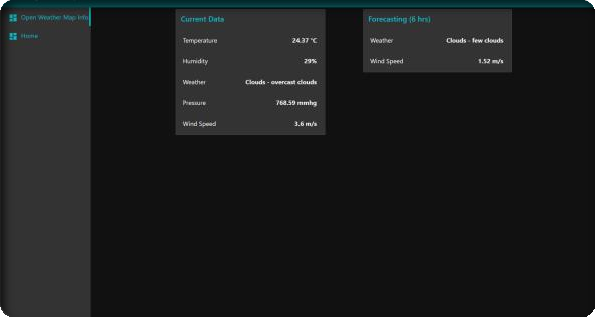 Open Weather Map Info
Home
Current Data
Temperature 24.37 °C
Humidity 29%
Weather Clouds - overcast clouds
Pressure 768.59 mmhg
Wind Speed 3.6 m/s
Forecasting (6 hrs)
Weather Clouds - few clouds
Wind Speed 1.52 m/s